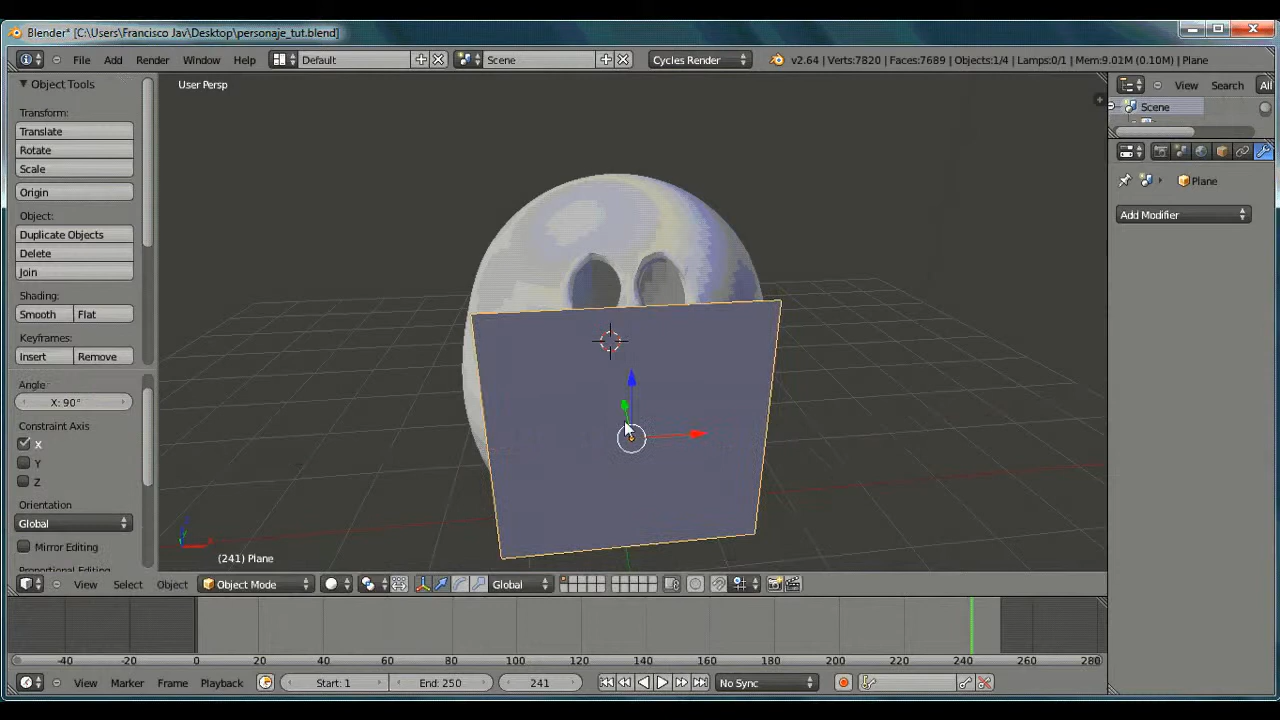 Blender* [C:\Users\Francisco Jav\Desktop\personaje_tut.blend]
File Add Render Window Help Default Scene Cycles Render v2.64 | Verts:7820 | Faces:7689 | Objects:1/4 | Lamps:0/1 | Mem:9.01M (0.10M) | Plane
Object Tools
User Persp
View Search All
Scene
Transform:
Translate
Rotate
Scale
Origin
Plane
Add Modifier
Object:
Duplicate Objects
Delete
Join
Shading:
Smooth Flat
Keyframes:
Insert Remove
Angle
X: 90°
Constraint Axis
X
Y
Z
Orientation
Global
Mirror Editing
(241) Plane
View Select Object Object Mode Global
-40 -20 0 20 40 60 80 100 120 140 160 180 200 220 240 260 280
View Marker Frame Playback Start: 1 End: 250 241 No Sync